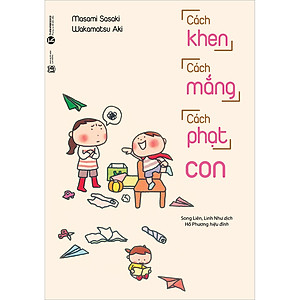 Masami Sasaki
Wakamatsu Aki
Cách
khen
Cách
mắng
Cách
phạt
con
Song Liên, Linh Như dịch
Hồ Phương hiệu đính